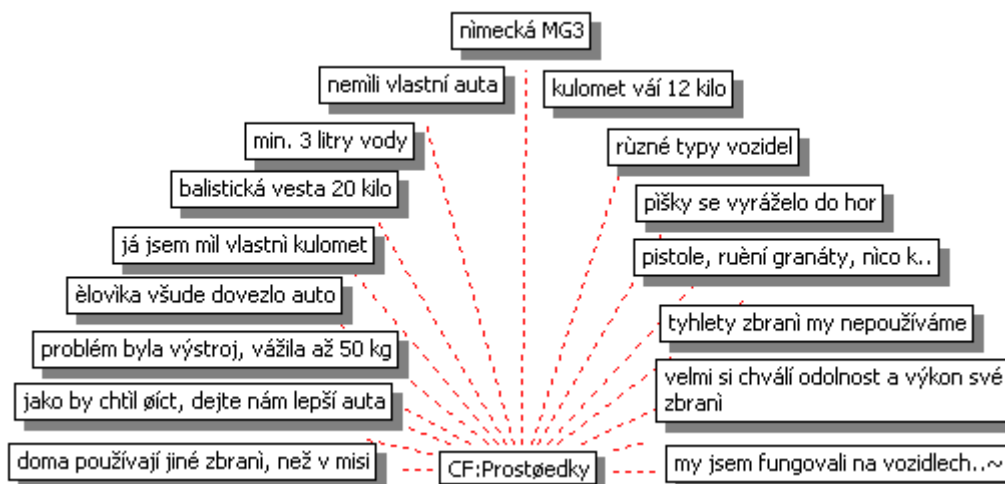 nìmecká MG3
nemìli vlastní auta
kulomet váí 12 kilo
min. 3 litry vody
rùzné typy vozidel
balistická vesta 20 kilo
pìšky se vyráželo do hor
já jsem mìl vlastnì kulomet
pistole, ruèní granáty, nìco k..
èlovìka všude dovezlo auto
tyhlety zbranì my nepoužíváme
problém byla výstroj, vážila až 50 kg
velmi si chválí odolnost a výkon své
zbranì
jako by chtìl øíct, dejte nám lepší auta
doma používají jiné zbranì, než v misi
CF:Prostøedky
my jsem fungovali na vozidlech..~